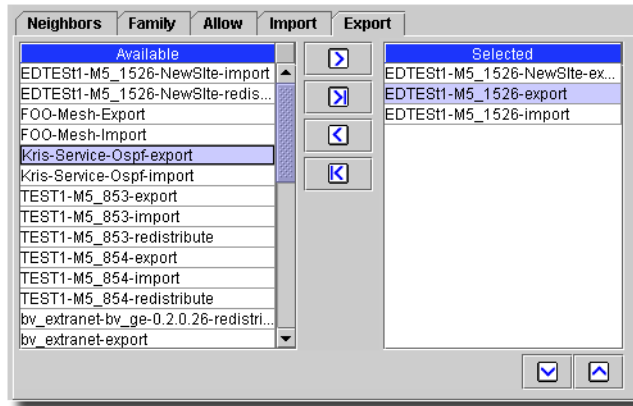 Neighbors Family Allow Import Export
Available
EDTESt1-M5_1526-NewSIte-import
EDTESt1-M5_1526-NewSIte-redis...
FOO-Mesh-Export
FOO-Mesh-Import
Kris-Service-Ospf-export
Kris-Service-Ospf-import
TEST1-M5_853-export
TEST1-M5_853-import
TEST1-M5_853-redistribute
TEST1-M5_854-export
TEST1-M5_854-import
TEST1-M5_854-redistribute
bv_extranet-bv_ge-0.2.0.26-redistri...
bv_extranet-export
Selected
EDTESt1-M5_1526-NewSIte-ex...
EDTESt1-M5_1526-export
EDTESt1-M5_1526-import